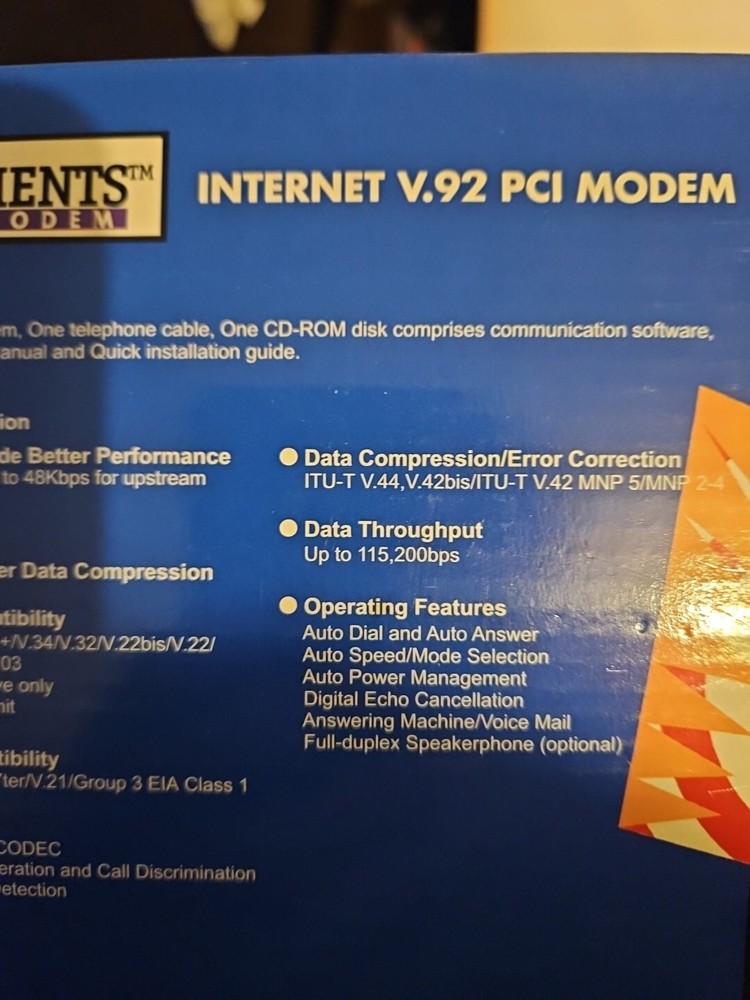 IENTS™
ODEM
INTERNET V.92 PCI MODEM
One telephone cable, One CD-ROM disk comprises communication software,
anual and Quick installation guide.
ion
de Better Performance
to 48Kbps for upstream
er Data Compression
tibility
+/V.34/V.32/V.22bis/V.22/
03
ve only
nit
tibility
'ter/V.21/Group 3 EIA Class 1
CODEC
eration and Call Discrimination
etection
● Data Compression/Error Correction
ITU-T V.44,V.42bis/ITU-T V.42 MNP 5/MNP 2-4
● Data Throughput
Up to 115,200bps
● Operating Features
Auto Dial and Auto Answer
Auto Speed/Mode Selection
Auto Power Management
Digital Echo Cancellation
Answering Machine/Voice Mail
Full-duplex Speakerphone (optional)